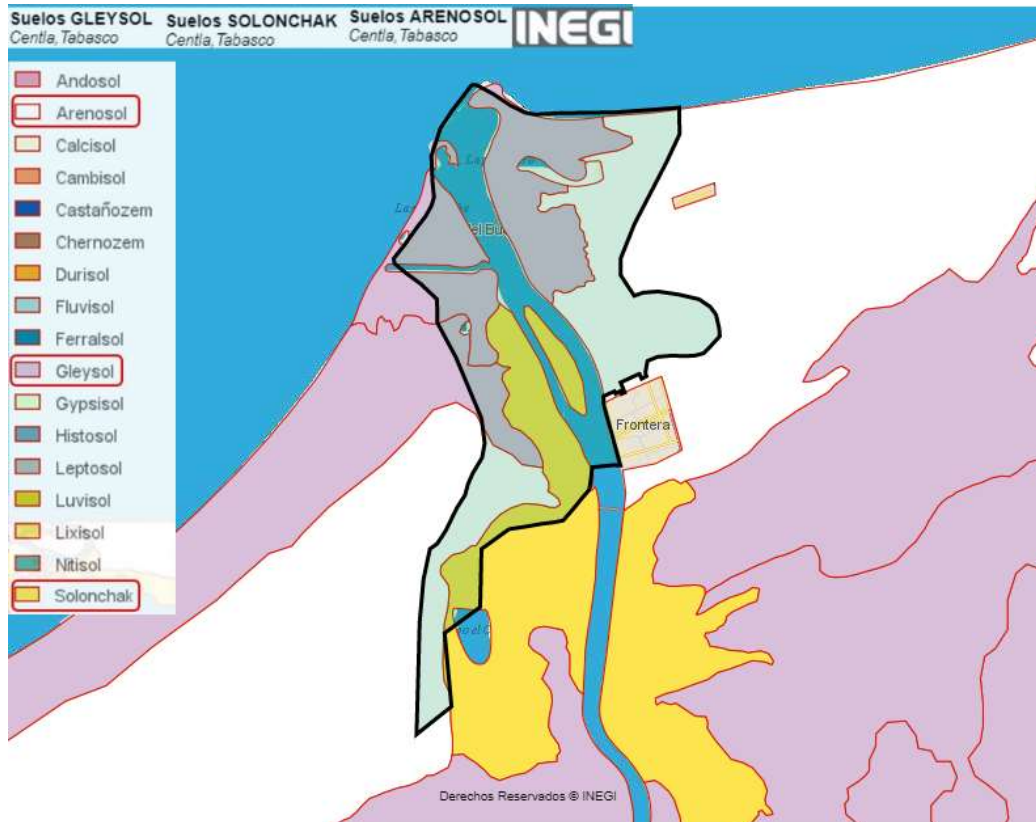 Suelos GLEYSOL
Centla, Tabasco
Suelos SOLONCHAK
Centla, Tabasco
Suelos ARENOSOL
Centla, Tabasco
INEGI
Andosol
Arenosol
Calcisol
Cambisol
Castañozem
Chernozem
Durisol
Fluvisol
Ferralsol
Gleysol
Gypsisol
Histosol
Leptosol
Luvisol
Lixisol
Nitisol
Solonchak
Frontera
Derechos Reservados © INEGI